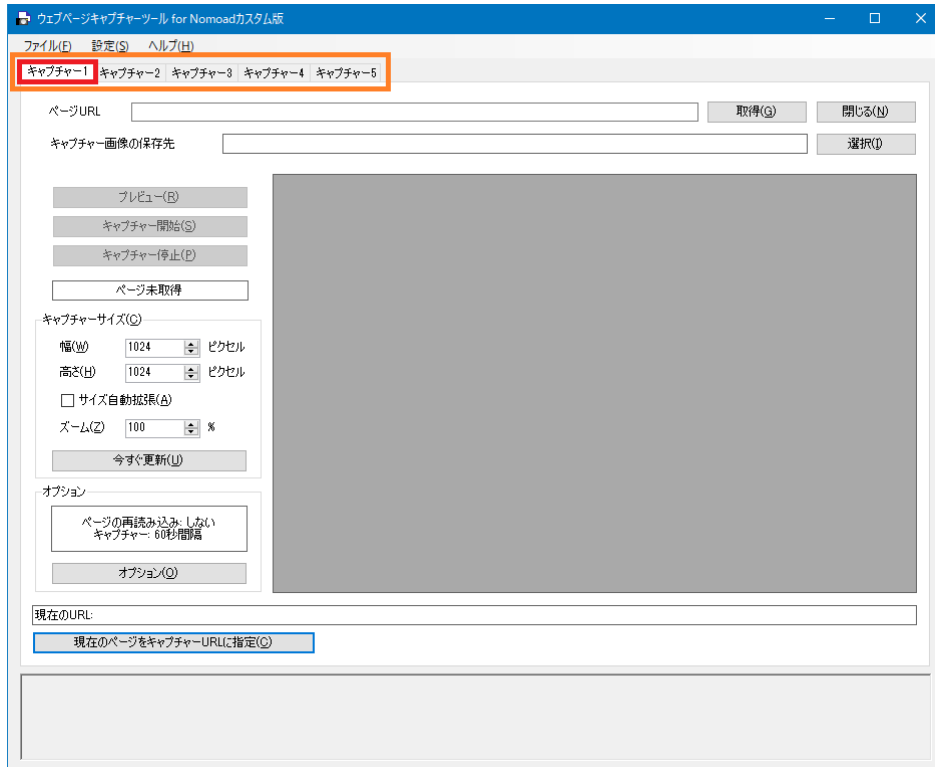 ウェブページキャプチャーツール for Nomoadカスタム版
ファイル(F) 設定(S) ヘルプ(H)
キャプチャー1 キャプチャー2 キャプチャー3 キャプチャー4 キャプチャー5
ページURL 取得(G) 閉じる(N)
キャプチャー画像の保存先 選択(I)
プレビュー(R)
キャプチャー開始(S)
キャプチャー停止(P)
ページ未取得
キャプチャーサイズ(C)
幅(W) 1024 ピクセル
高さ(H) 1024 ピクセル
サイズ自動拡張(A)
ズーム(Z) 100 %
今すぐ更新(U)
オプション
ページの再読み込み: しない
キャプチャー: 60秒間隔
オプション(O)
現在のURL:
現在のページをキャプチャーURLに指定(C)